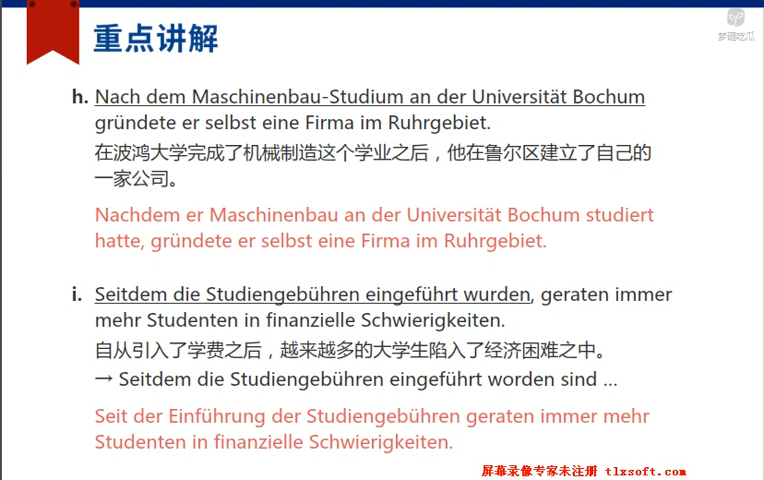 重点讲解
梦砸吃瓜
h. Nach dem Maschinenbau-Studium an der Universität Bochum
gründete er selbst eine Firma im Ruhrgebiet.
在波鸿大学完成了机械制造这个学业之后，他在鲁尔区建立了自己的
一家公司。
Nachdem er Maschinenbau an der Universität Bochum studiert
hatte, gründete er selbst eine Firma im Ruhrgebiet.
i. Seitdem die Studiengebühren eingeführt wurden, geraten immer
mehr Studenten in finanzielle Schwierigkeiten.
自从引入了学费之后，越来越多的大学生陷入了经济困难之中。
→ Seitdem die Studiengebühren eingeführt worden sind ...
Seit der Einführung der Studiengebühren geraten immer mehr
Studenten in finanzielle Schwierigkeiten.
屏幕录像专家未注册 tlxsoft.com